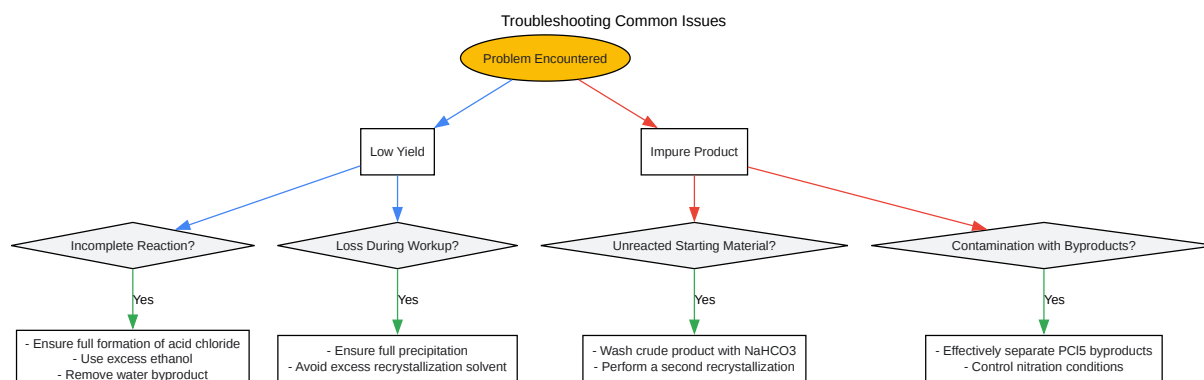 Troubleshooting Common Issues
Problem Encountered
Low Yield
Impure Product
Incomplete Reaction?
Loss During Workup?
Unreacted Starting Material?
Contamination with Byproducts?
Yes
Yes
Yes
Yes
- Ensure full formation of acid chloride
- Use excess ethanol
- Remove water byproduct
- Ensure full precipitation
- Avoid excess recrystallization solvent
- Wash crude product with NaHCO3
- Perform a second recrystallization
- Effectively separate PCl5 byproducts
- Control nitration conditions